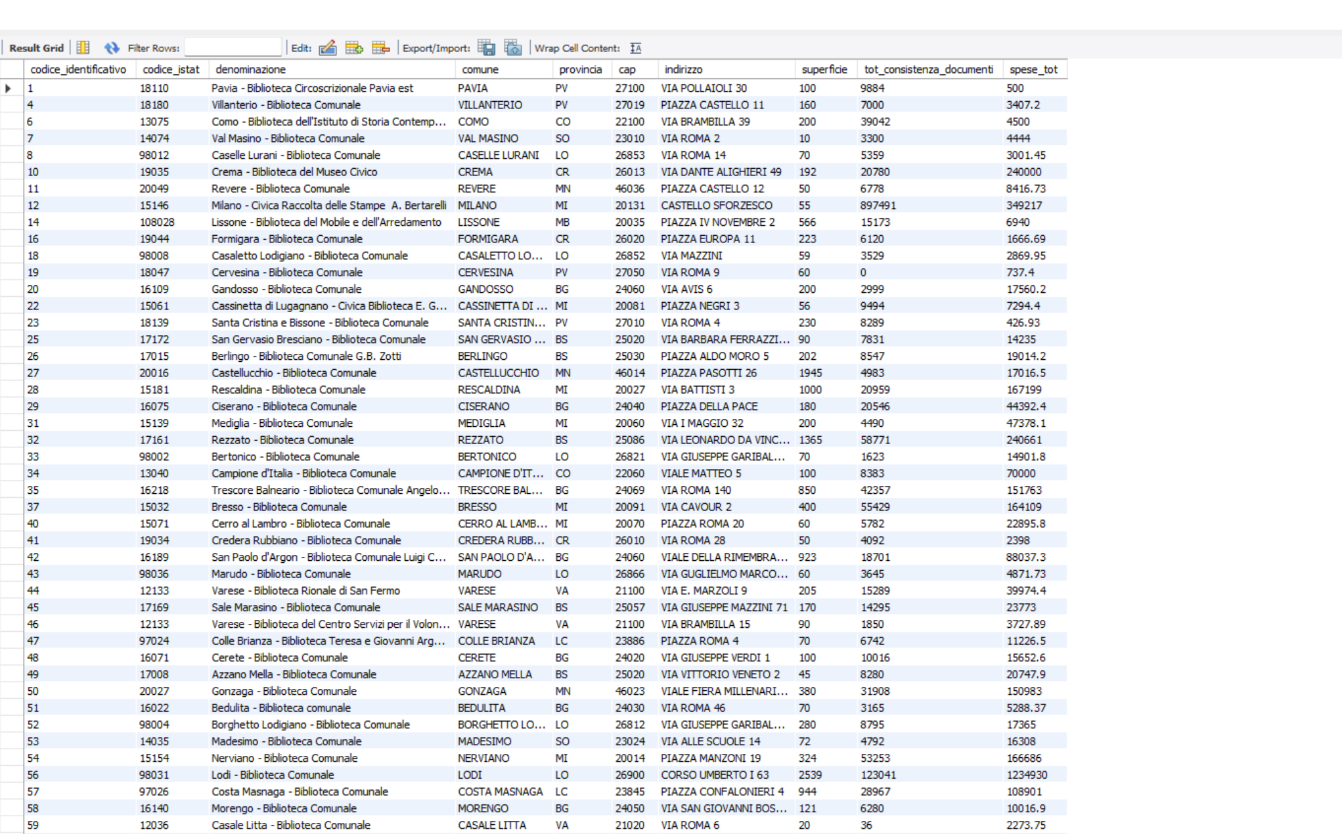 Result Grid Filter Rows: Edit: Export/Import: Wrap Cell Content: IA
codice_identificativo codice_istat denominazione comune provincia cap indirizzo superficie tot_consistenza_documenti spese_tot
1 18110 Pavia - Biblioteca Circoscrizionale Pavia est PAVIA PV 27100 VIA POLLAIOLI 30 100 9884 500
4 18180 Villanterio - Biblioteca Comunale VILLANTERIO PV 27019 PIAZZA CASTELLO 11 160 7000 3407.2
6 13075 Como - Biblioteca dell'Istituto di Storia Contemp... COMO CO 22100 VIA BRAMBILLA 39 200 39042 4500
7 14074 Val Masino - Biblioteca Comunale VAL MASINO SO 23010 VIA ROMA 2 10 3300 4444
8 98012 Caselle Lurani - Biblioteca Comunale CASELLE LURANI LO 26853 VIA ROMA 14 70 5359 3001.45
10 19035 Crema - Biblioteca del Museo Civico CREMA CR 26013 VIA DANTE ALIGHIERI 49 192 20780 240000
11 20049 Revere - Biblioteca Comunale REVERE MN 46036 PIAZZA CASTELLO 12 50 6778 8416.73
12 15146 Milano - Civica Raccolta delle Stampe A. Bertarelli MILANO MI 20131 CASTELLO SFORZESCO 55 897491 349217
14 108028 Lissone - Biblioteca del Mobile e dell'Arredamento LISSONE MB 20035 PIAZZA IV NOVEMBRE 2 566 15173 6940
16 19044 Formigara - Biblioteca Comunale FORMIGARA CR 26020 PIAZZA EUROPA 11 223 6120 1666.69
18 98008 Casaletto Lodigiano - Biblioteca Comunale CASALETTO LO... LO 26852 VIA MAZZINI 59 3529 2869.95
19 18047 Cervesina - Biblioteca Comunale CERVESINA PV 27050 VIA ROMA 9 60 0 737.4
20 16109 Gandosso - Biblioteca Comunale GANDOSSO BG 24060 VIA AVIS 6 200 2999 17560.2
22 15061 Cassinetta di Lugagnano - Civica Biblioteca E. G... CASSINETTA DI ... MI 20081 PIAZZA NEGRI 3 56 9494 7294.4
23 18139 Santa Cristina e Bissone - Biblioteca Comunale SANTA CRISTIN... PV 27010 VIA ROMA 4 230 8289 426.93
25 17172 San Gervasio Bresciano - Biblioteca Comunale SAN GERVASIO ... BS 25020 VIA BARBARA FERRAZZI... 90 7831 14235
26 17015 Berlingo - Biblioteca Comunale G.B. Zotti BERLINGO BS 25030 PIAZZA ALDO MORO 5 202 8547 19014.2
27 20016 Castellucchio - Biblioteca Comunale CASTELLUCCHIO MN 46014 PIAZZA PASOTTI 26 1945 4983 17016.5
28 15181 Rescaldina - Biblioteca Comunale RESCALDINA MI 20027 VIA BATTISTI 3 1000 20959 167199
29 16075 Ciserano - Biblioteca Comunale CISERANO BG 24040 PIAZZA DELLA PACE 180 20546 44392.4
31 15139 Mediglia - Biblioteca Comunale MEDIGLIA MI 20060 VIA I MAGGIO 32 200 4490 47378.1
32 17161 Rezzato - Biblioteca Comunale REZZATO BS 25086 VIA LEONARDO DA VINC... 1365 58771 240661
33 98002 Bertonico - Biblioteca Comunale BERTONICO LO 26821 VIA GIUSEPPE GARIBAL... 70 1623 14901.8
34 13040 Campione d'Italia - Biblioteca Comunale CAMPIONE D'IT... CO 22060 VIALE MATTEO 5 100 8383 70000
35 16218 Trescore Balneario - Biblioteca Comunale Angelo... TRESCORE BAL... BG 24069 VIA ROMA 140 850 42357 151763
37 15032 Bresso - Biblioteca Comunale BRESSO MI 20091 VIA CAVOUR 2 400 55429 164109
40 15071 Cerro al Lambro - Biblioteca Comunale CERRO AL LAMB... MI 20070 PIAZZA ROMA 20 60 5782 22895.8
41 19034 Credera Rubbiano - Biblioteca Comunale CREDERA RUBB... CR 26010 VIA ROMA 28 50 4092 2398
42 16189 San Paolo d'Argon - Biblioteca Comunale Luigi C... SAN PAOLO D'A... BG 24060 VIALE DELLA RIMEMBRA... 923 18701 88037.3
43 98036 Marudo - Biblioteca Comunale MARUDO LO 26866 VIA GUGLIELMO MARCO... 60 3645 4871.73
44 12133 Varese - Biblioteca Rionale di San Fermo VARESE VA 21100 VIA E. MARZOLI 9 205 15289 39974.4
45 17169 Sale Marasino - Biblioteca Comunale SALE MARASINO BS 25057 VIA GIUSEPPE MAZZINI 71 170 14295 23773
46 12133 Varese - Biblioteca del Centro Servizi per il Volon... VARESE VA 21100 VIA BRAMBILLA 15 90 1850 3727.89
47 97024 Colle Brianza - Biblioteca Teresa e Giovanni Arg... COLLE BRIANZA LC 23886 PIAZZA ROMA 4 70 6742 11226.5
48 16071 Cerete - Biblioteca Comunale CERETE BG 24020 VIA GIUSEPPE VERDI 1 100 10016 15652.6
49 17008 Azzano Mella - Biblioteca Comunale AZZANO MELLA BS 25020 VIA VITTORIO VENETO 2 45 8280 20747.9
50 20027 Gonzaga - Biblioteca Comunale GONZAGA MN 46023 VIALE FIERA MILLENARI... 380 31908 150983
51 16022 Bedulita - Biblioteca comunale BEDULITA BG 24030 VIA ROMA 46 70 3165 5288.37
52 98004 Borghetto Lodigiano - Biblioteca Comunale BORGHETTO LO... LO 26812 VIA GIUSEPPE GARIBAL... 280 8795 17365
53 14035 Madesimo - Biblioteca Comunale MADESIMO SO 23024 VIA ALLE SCUOLE 14 72 4792 16308
54 15154 Nerviano - Biblioteca Comunale NERVIANO MI 20014 PIAZZA MANZONI 19 324 53253 166686
56 98031 Lodi - Biblioteca Comunale LODI LO 26900 CORSO UMBERTO I 63 2539 123041 1234930
57 97026 Costa Masnaga - Biblioteca Comunale COSTA MASNAGA LC 23845 PIAZZA CONFALONIERI 4 944 28967 108901
58 16140 Morengo - Biblioteca comunale MORENGO BG 24050 VIA SAN GIOVANNI BOS... 121 6280 10016.9
59 12036 Casale Litta - Biblioteca Comunale CASALE LITTA VA 21020 VIA ROMA 6 20 36 2273.75